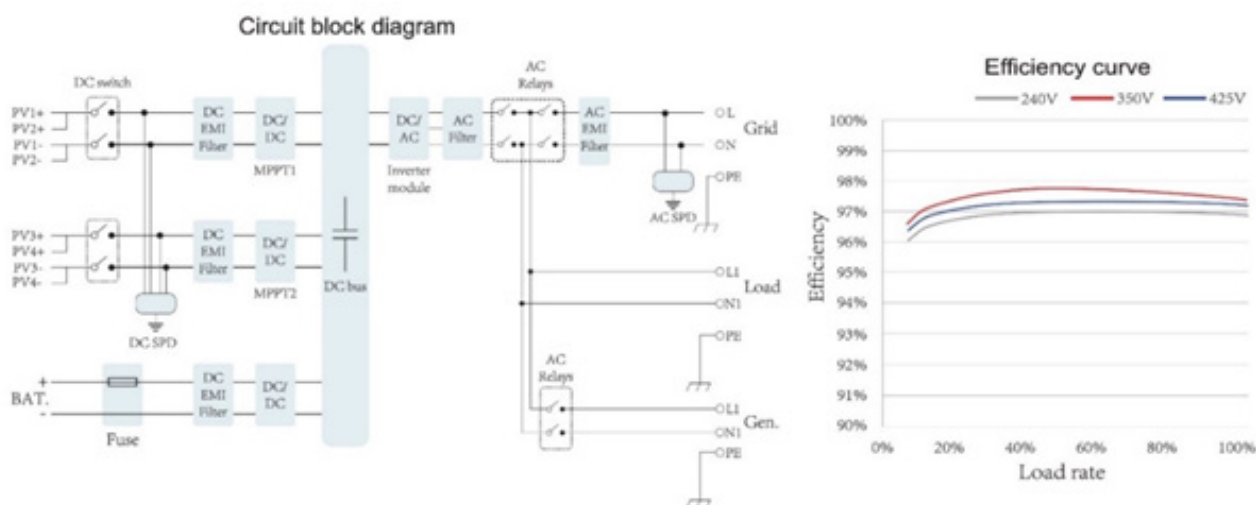 Circuit block diagram
DC switch
PV1+
PV2+
PV1-
PV2-
DC
EMI
Filter
DC/
DC
MPPT1
DC/
AC
Inverter
module
AC
Filter
AC
Relays
AC
EMI
Filter
L
Grid
N
PE
AC SPD
PV3+
PV4+
PV3-
PV4-
DC
EMI
Filter
DC/
DC
MPPT2
DC bus
DC SPD
L1
Load
N1
PE
BAT.
+
-
Fuse
DC
EMI
Filter
DC/
DC
AC
Relays
L1
Gen.
N1
PE
Efficiency curve
240V 350V 425V
100%
99%
98%
97%
96%
95%
94%
93%
92%
91%
90%
Efficiency
0% 20% 40% 60% 80% 100%
Load rate